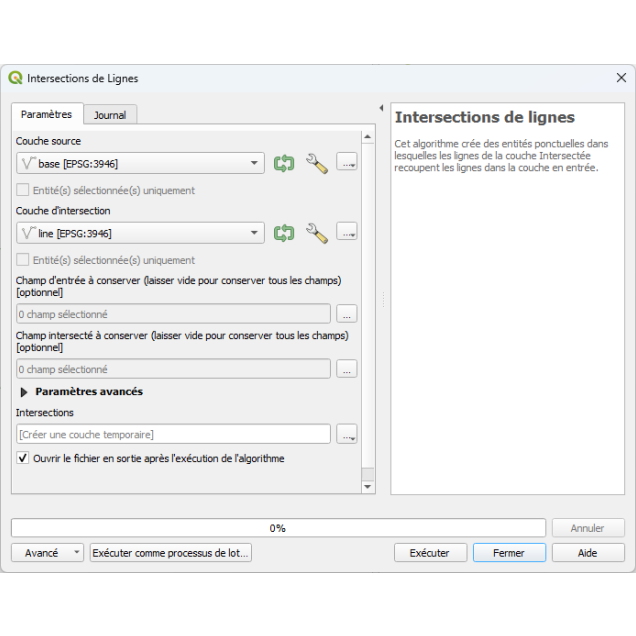 Intersections de Lignes
Paramètres
Journal
Couche source
base [EPSG:3946]
...
Entité(s) sélectionnée(s) uniquement
Couche d'intersection
line [EPSG:3946]
...
Entité(s) sélectionnée(s) uniquement
Champ d'entrée à conserver (laisser vide pour conserver tous les champs)
[optionnel]
0 champ sélectionné
...
Champ intersecté à conserver (laisser vide pour conserver tous les champs)
[optionnel]
0 champ sélectionné
...
Paramètres avancés
Intersections
[Créer une couche temporaire]
...
Ouvrir le fichier en sortie après l'exécution de l'algorithme
Intersections de lignes
Cet algorithme crée des entités ponctuelles dans
lesquelles les lignes de la couche Intersectée
recoupent les lignes dans la couche en entrée.
0%
Annuler
Avancé
Exécuter comme processus de lot...
Exécuter
Fermer
Aide